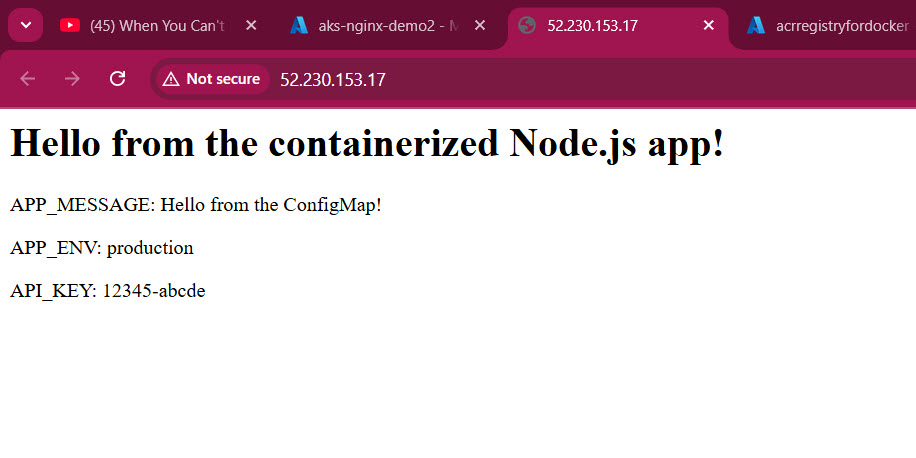 (45) When You Can't
aks-nginx-demo2 - M
52.230.153.17
acrregistryfordocker
Not secure
52.230.153.17
Hello from the containerized Node.js app!
APP_MESSAGE: Hello from the ConfigMap!
APP_ENV: production
API_KEY: 12345-abcde